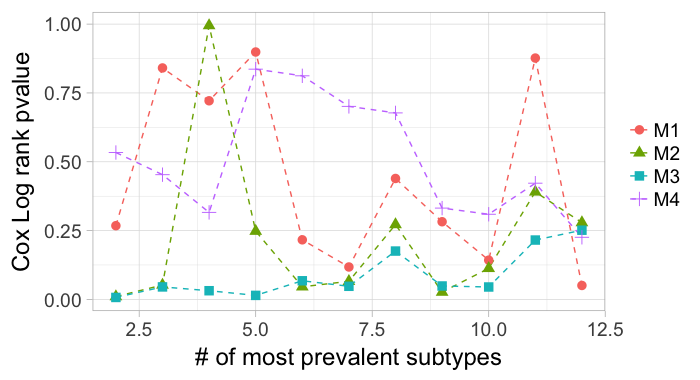 Cox Log rank pvalue
1.00
0.75
0.50
0.25
0.00
2.5 5.0 7.5 10.0 12.5
# of most prevalent subtypes
M1
M2
M3
M4